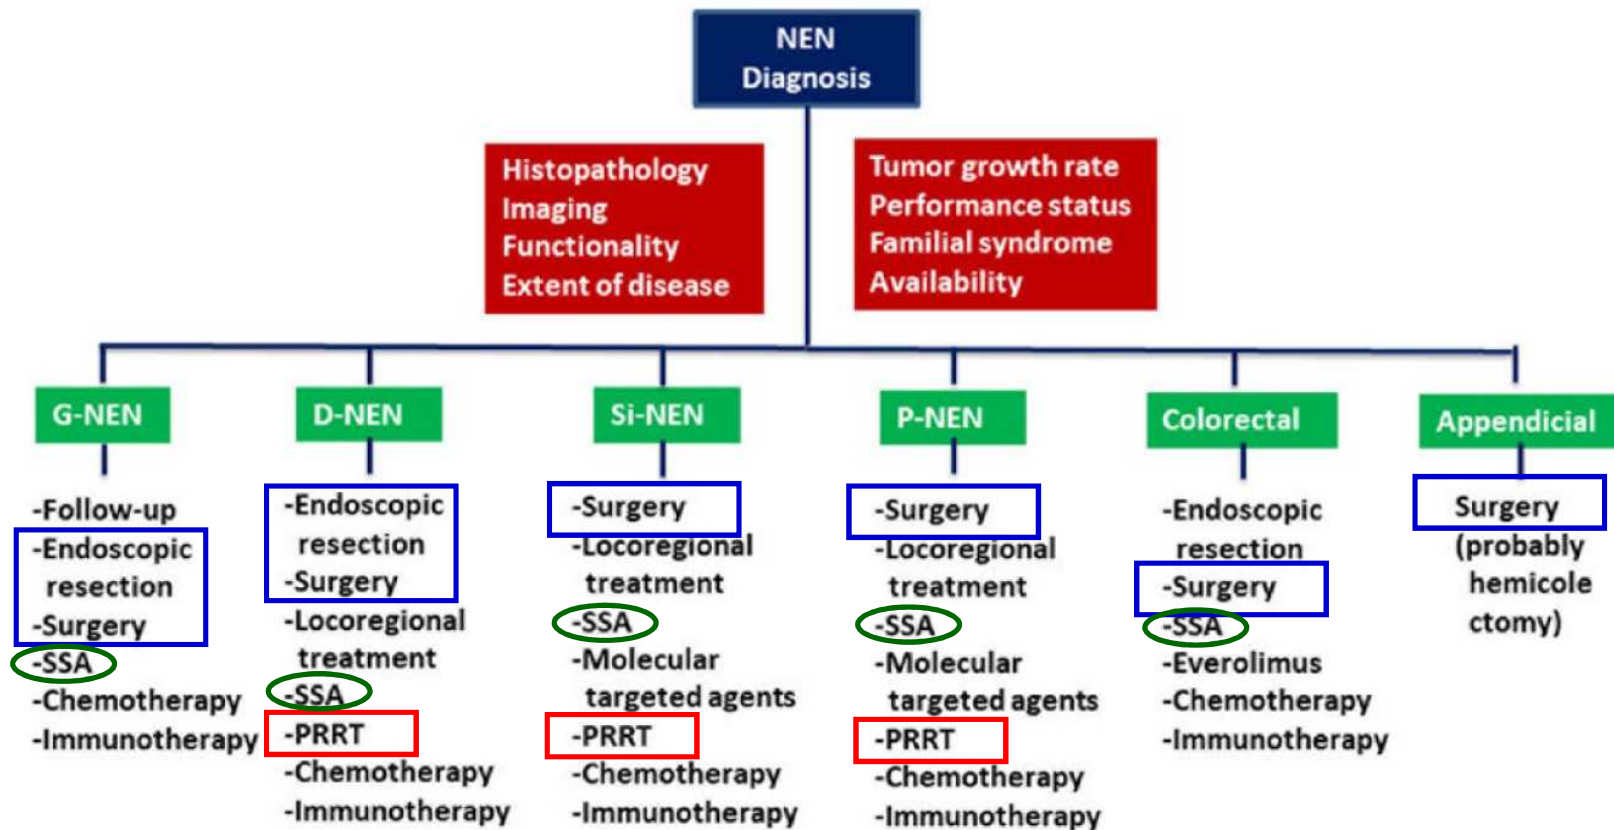 NEN
Diagnosis
Histopathology
Imaging
Functionality
Extent of disease
Tumor growth rate
Performance status
Familial syndrome
Availability
G-NEN
-Follow-up
-Endoscopic
resection
-Surgery
-SSA
-Chemotherapy
-Immunotherapy
D-NEN
-Endoscopic
resection
-Surgery
-Locoregional
treatment
-SSA
-PRRT
-Chemotherapy
-Immunotherapy
Si-NEN
-Surgery
-Locoregional
treatment
-SSA
-Molecular
targeted agents
-PRRT
-Chemotherapy
-Immunotherapy
P-NEN
-Surgery
-Locoregional
treatment
-SSA
-Molecular
targeted agents
-PRRT
-Chemotherapy
-Immunotherapy
Colorectal
-Endoscopic
resection
-Surgery
-SSA
-Everolimus
-Chemotherapy
-Immunotherapy
Appendicial
Surgery
(probably
hemicole
ctomy)